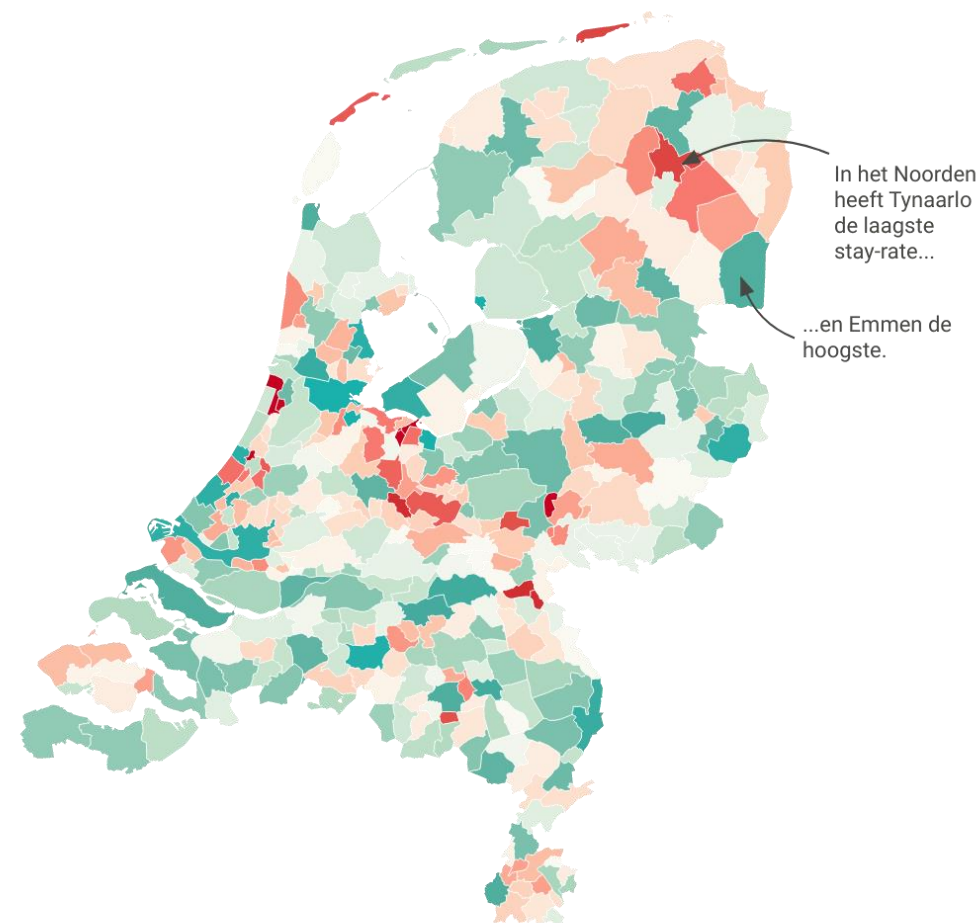 In het Noorden
heeft Tynaarlo
de laagste
stay-rate...
...en Emmen de
hoogste.